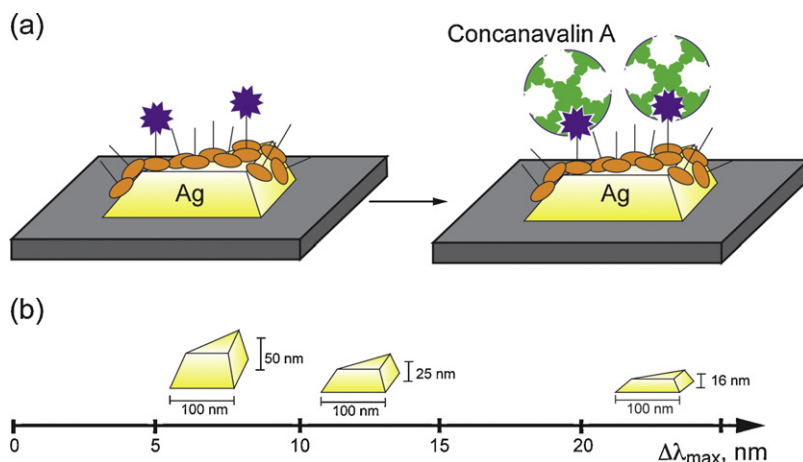 (a)
Concanavalin A
Ag
Ag
(b)
50 nm
100 nm
25 nm
100 nm
16 nm
100 nm
0 5 10 15 20
Δλmax, nm